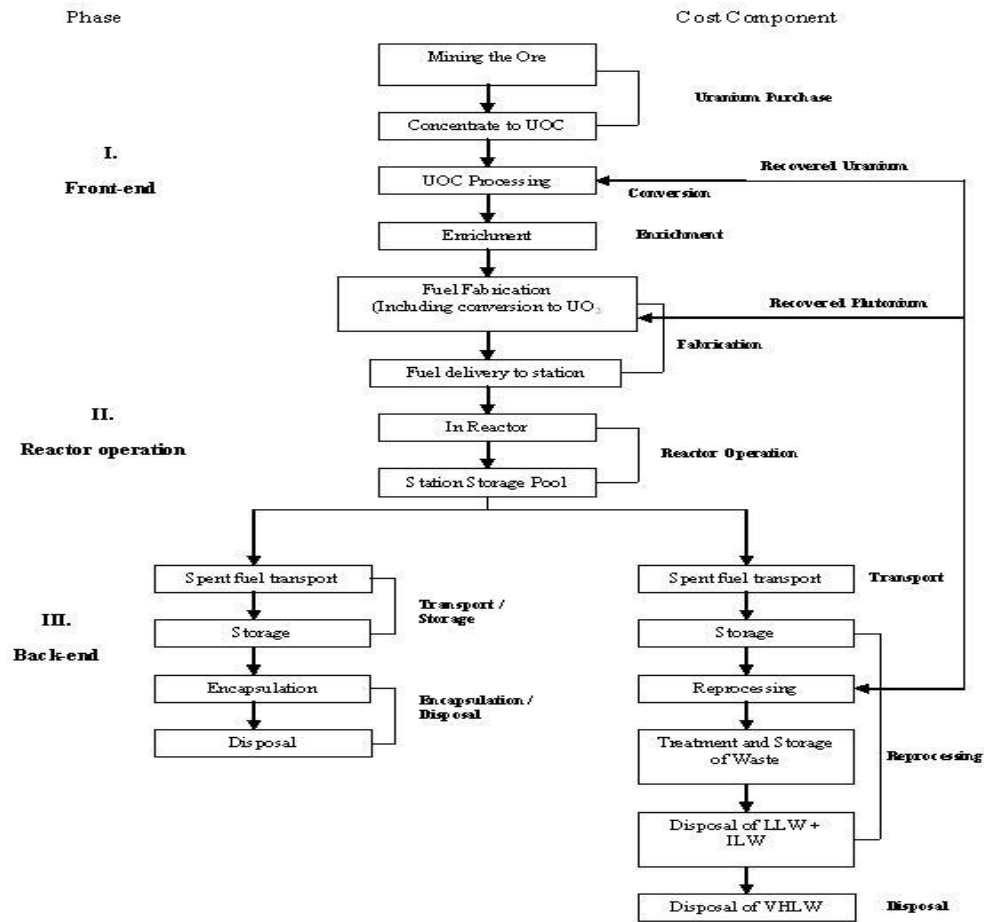 Phase
Cost Component
Mining the Ore
Uranium Purchase
Concentrate to UOC
I.
Front-end
Recovered Uranium
UOC Processing
Conversion
Enrichment
Enrichment
Fuel Fabrication
(Including conversion to UO₂
Recovered Plutonium
Fabrication
Fuel delivery to station
II.
Reactor operation
In Reactor
Reactor Operation
Station Storage Pool
Spent fuel transport
Transport /
Storage
Storage
III.
Back-end
Encapsulation
Encapsulation /
Disposal
Disposal
Spent fuel transport
Transport
Storage
Reprocessing
Treatment and Storage
of Waste
Reprocessing
Disposal of LLW +
ILW
Disposal of VHLW
Disposal